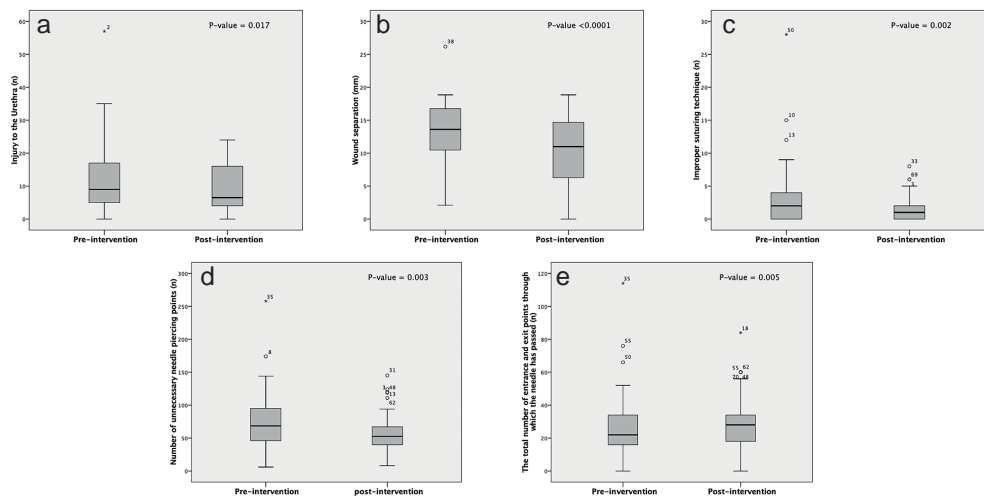 a
P-value = 0.017
Injury to the Urethra (n)
60
50
40
30
20
10
0
2
Pre-intervention
Post-intervention
b
P-value <0.0001
Wound separation (mm)
30
25
20
15
10
5
0
38
Pre-intervention
Post-intervention
c
P-value = 0.002
Improper suturing technique (n)
30
25
20
15
10
5
0
50
10
13
33
69
Pre-intervention
Post-intervention
d
P-value = 0.003
Number of unnecessary needle piercing points (n)
300
250
200
150
100
50
0
35
8
31
48
13
62
Pre-intervention
post-intervention
e
P-value = 0.005
The total number of entrance and exit points through
which the needle has passed (n)
120
100
80
60
40
20
0
35
55
50
18
55 62
70 48
Pre-inervention
Post-intervention